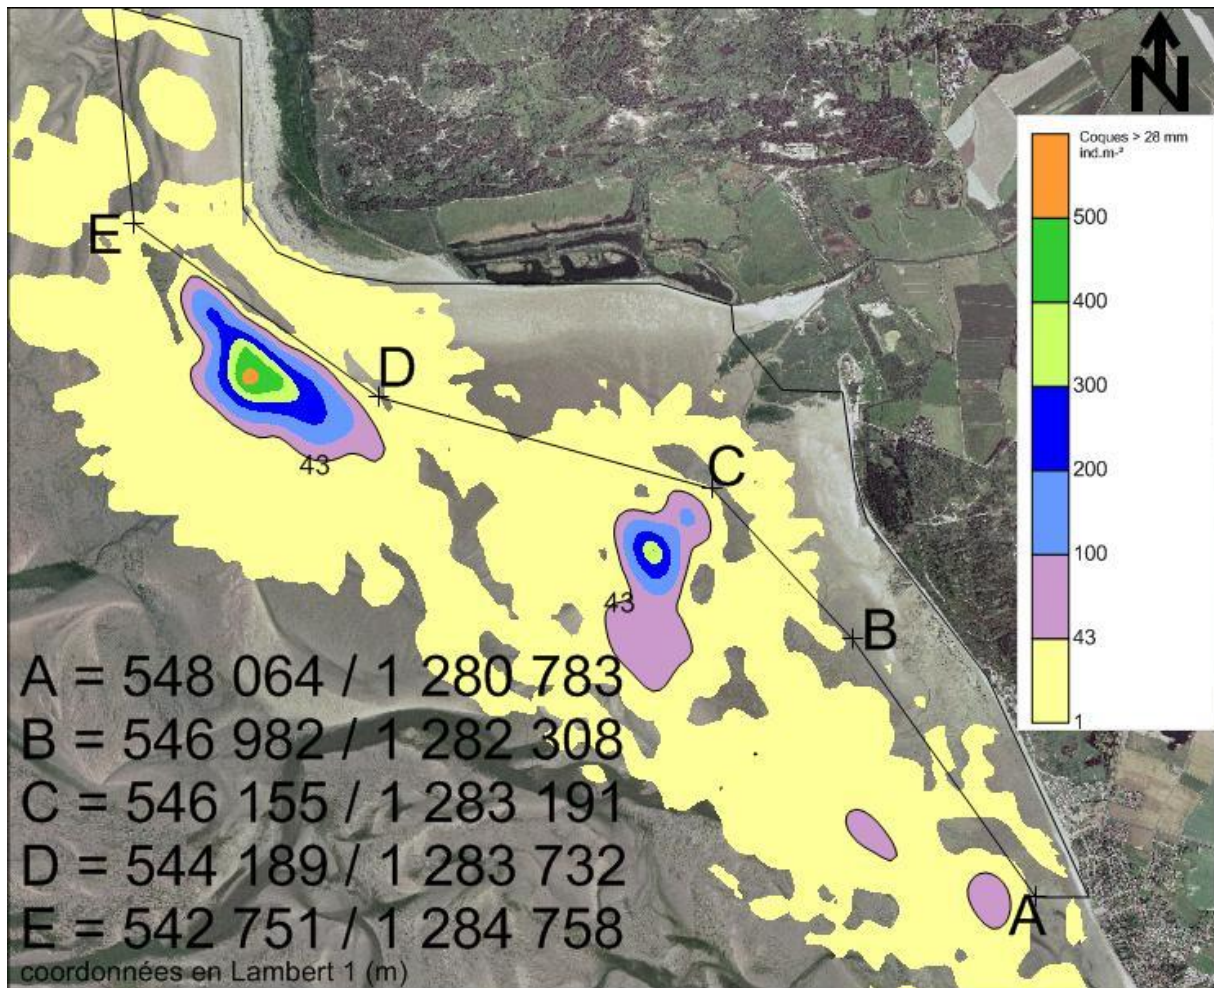 N
Coques > 28 mm
ind.m-²
500
400
300
200
100
43
1
E
D
43
C
43
B
A
A = 548 064 / 1 280 783
B = 546 982 / 1 282 308
C = 546 155 / 1 283 191
D = 544 189 / 1 283 732
E = 542 751 / 1 284 758
coordonnées en Lambert 1 (m)